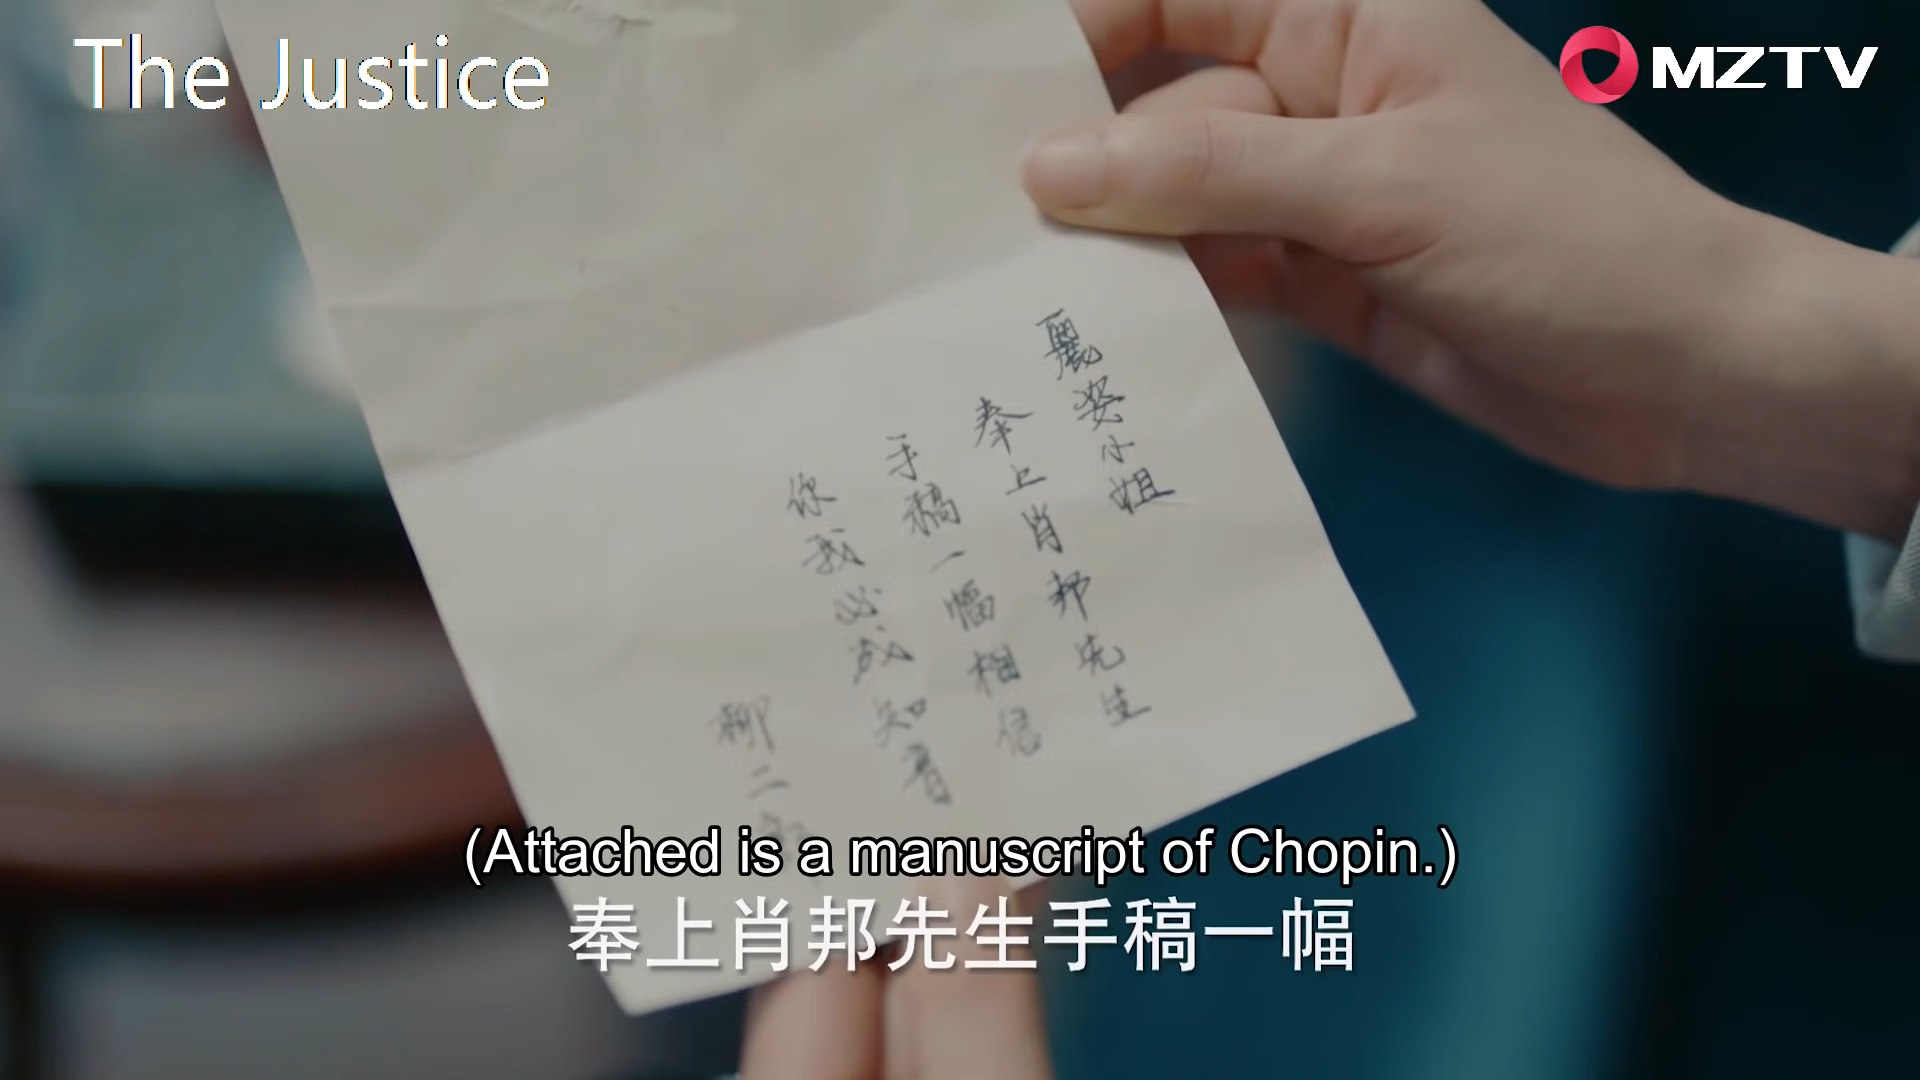 The Justice
MZTV
麗姿小姐
奉上肖邦先生
手稿一幅相信
你我必成知音
柳二
(Attached is a manuscript of Chopin.)
奉上肖邦先生手稿一幅